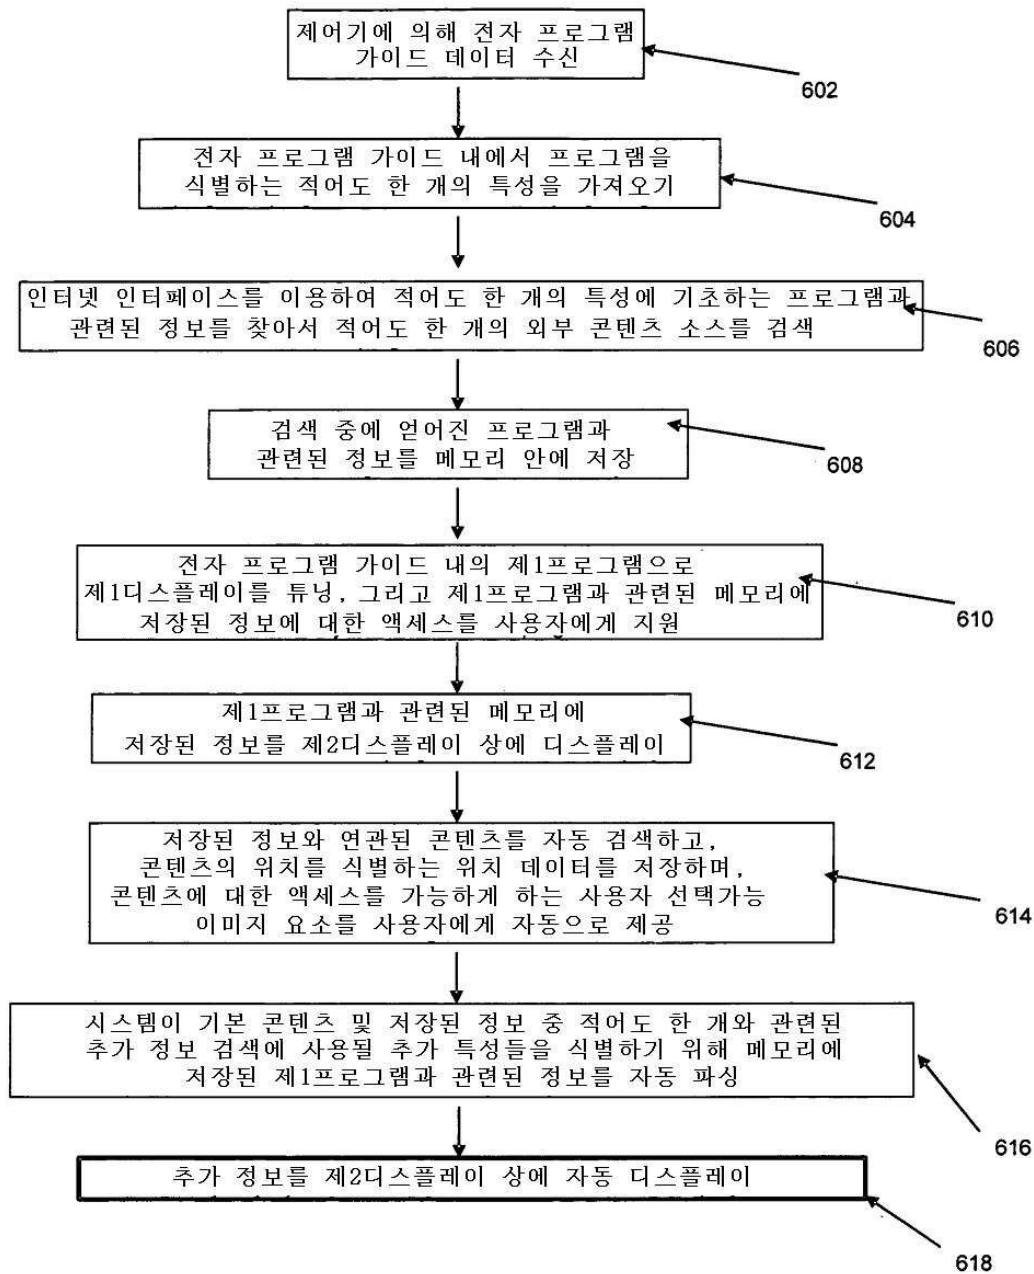 제어기에 의해 전자 프로그램
가이드 데이터 수신
602
전자 프로그램 가이드 내에서 프로그램을
식별하는 적어도 한 개의 특성을 가져오기
604
인터넷 인터페이스를 이용하여 적어도 한 개의 특성에 기초하는 프로그램과
관련된 정보를 찾아서 적어도 한 개의 외부 콘텐츠 소스를 검색
606
검색 중에 얻어진 프로그램과
관련된 정보를 메모리 안에 저장
608
전자 프로그램 가이드 내의 제1프로그램으로
제1디스플레이를 튜닝, 그리고 제1프로그램과 관련된 메모리에
저장된 정보에 대한 액세스를 사용자에게 지원
610
제1프로그램과 관련된 메모리에
저장된 정보를 제2디스플레이 상에 디스플레이
612
저장된 정보와 연관된 콘텐츠를 자동 검색하고,
콘텐츠의 위치를 식별하는 위치 데이터를 저장하며,
콘텐츠에 대한 액세스를 가능하게 하는 사용자 선택가능
이미지 요소를 사용자에게 자동으로 제공
614
시스템이 기본 콘텐츠 및 저장된 정보 중 적어도 한 개와 관련된
추가 정보 검색에 사용될 추가 특성들을 식별하기 위해 메모리에
저장된 제1프로그램과 관련된 정보를 자동 파싱
616
추가 정보를 제2디스플레이 상에 자동 디스플레이
618